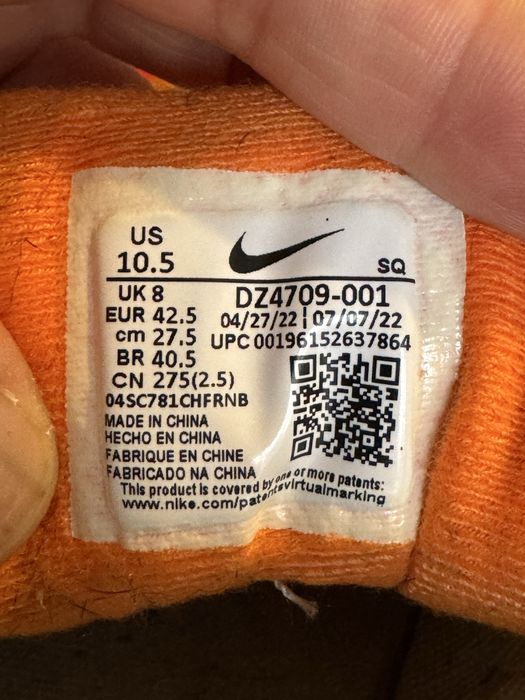 US
10.5
SQ
UK 8
EUR 42.5
cm 27.5
BR 40.5
CN 275(2.5)
04SC781CHFRNB
DZ4709-001
04/27/22 | 07/07/22
UPC 00196152637864
MADE IN CHINA
HECHO EN CHINA
FABRIQUE EN CHINE
FABRICADO NA CHINA
This product is covered by one or more patents:
www.nike.com/patentsvirtualmarking